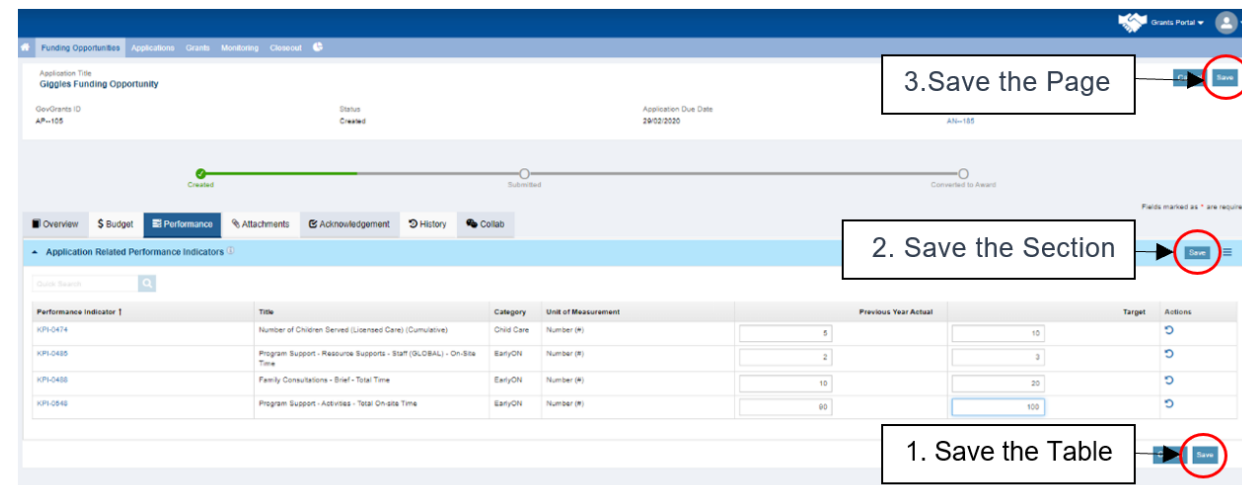 Grants Portal
Funding Opportunities Applications Grants Monitoring Closeout
Application Title
Giggles Funding Opportunity
3.Save the Page
Save
GovGrants ID Status Application Due Date
AP--105 Created 29/02/2020 AN--185
Created Submitted Converted to Award
Fields marked as * are require
Overview $ Budget Performance Attachments Acknowledgement History Collab
Application Related Performance Indicators
2. Save the Section
Save
Quick Search
Performance Indicator Title Category Unit of Measurement Previous Year Actual Target Actions
KPI-0474 Number of Children Served (Licensed Care) (Cumulative) Child Care Number (#) 5 10
KPI-0485 Program Support - Resource Supports - Staff (GLOBAL) - On-Site EarlyON Number (#) 2 3
Time
KPI-0488 Family Consultations - Brief - Total Time EarlyON Number (#) 10 20
KPI-0548 Program Support - Activities - Total On-site Time EarlyON Number (#) 90 100
1. Save the Table
Save